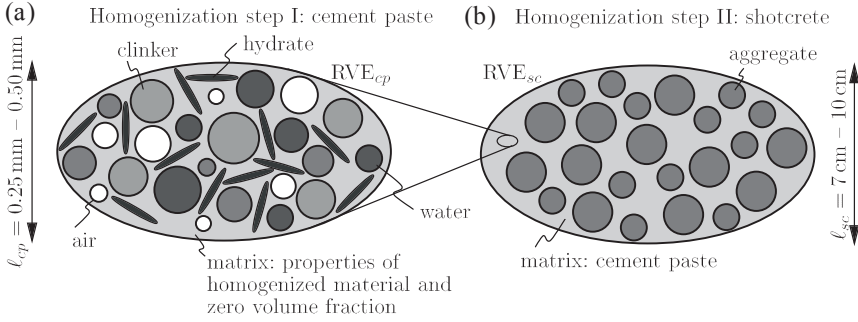 (a)
Homogenization step I: cement paste
clinker
hydrate
RVE_cp
ℓ_cp = 0.25 mm – 0.50 mm
air
water
matrix: properties of
homogenized material and
zero volume fraction
(b)
Homogenization step II: shotcrete
RVE_sc
aggregate
matrix: cement paste
ℓ_sc = 7 cm – 10 cm